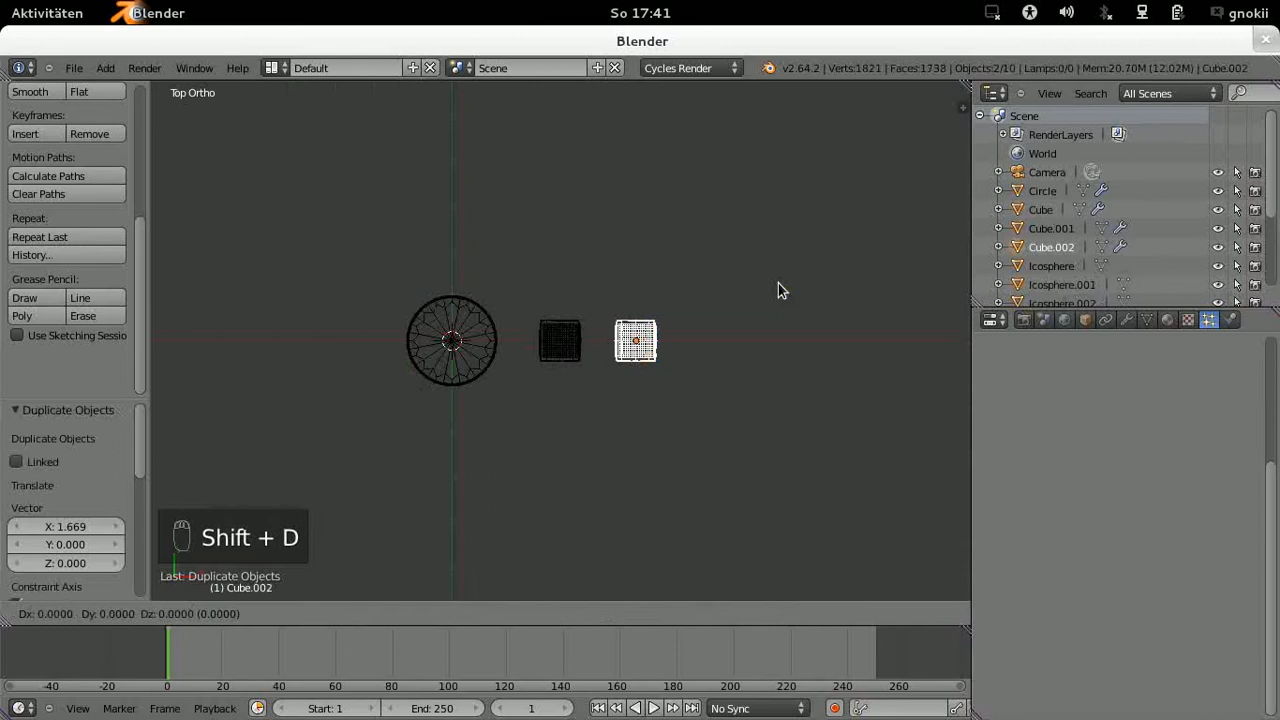 Aktivitäten
Blender
So 17:41
gnokii
Blender
File Add Render Window Help
Default
Scene
Cycles Render
v2.64.2 | Verts:1821 | Faces:1738 | Objects:2/10 | Lamps:0/0 | Mem:20.70M (12.02M) | Cube.002
Smooth Flat
Keyframes:
Insert Remove
Motion Paths:
Calculate Paths
Clear Paths
Repeat:
Repeat Last
History...
Grease Pencil:
Draw Line
Poly Erase
Use Sketching Sessio
Duplicate Objects
Duplicate Objects
Linked
Translate
Vector
X: 1.669
Y: 0.000
Z: 0.000
Constraint Axis
Top Ortho
Shift + D
Last: Duplicate Objects
(1) Cube.002
Dx: 0.0000 Dy: 0.0000 Dz: 0.0000 (0.0000)
View Search All Scenes
Scene
RenderLayers
World
Camera
Circle
Cube
Cube.001
Cube.002
Icosphere
Icosphere.001
Icosphere.002
-40 -20 0 20 40 60 80 100 120 140 160 180 200 220 240 260
View Marker Frame Playback
Start: 1
End: 250
1
No Sync